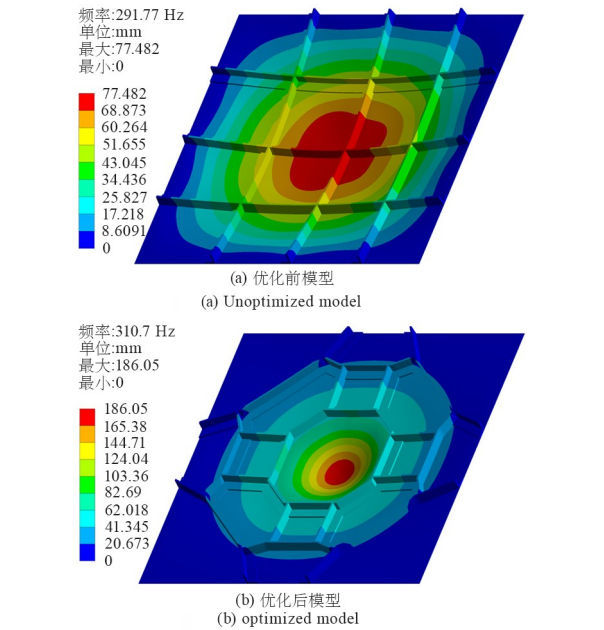 频率:291.77 Hz
单位:mm
最大:77.482
最小:0
77.482
68.873
60.264
51.655
43.045
34.436
25.827
17.218
8.6091
0
(a) 优化前模型
(a) Unoptimized model
频率:310.7 Hz
单位:mm
最大:186.05
最小:0
186.05
165.38
144.71
124.04
103.36
82.69
62.018
41.345
20.673
0
(b) 优化后模型
(b) optimized model